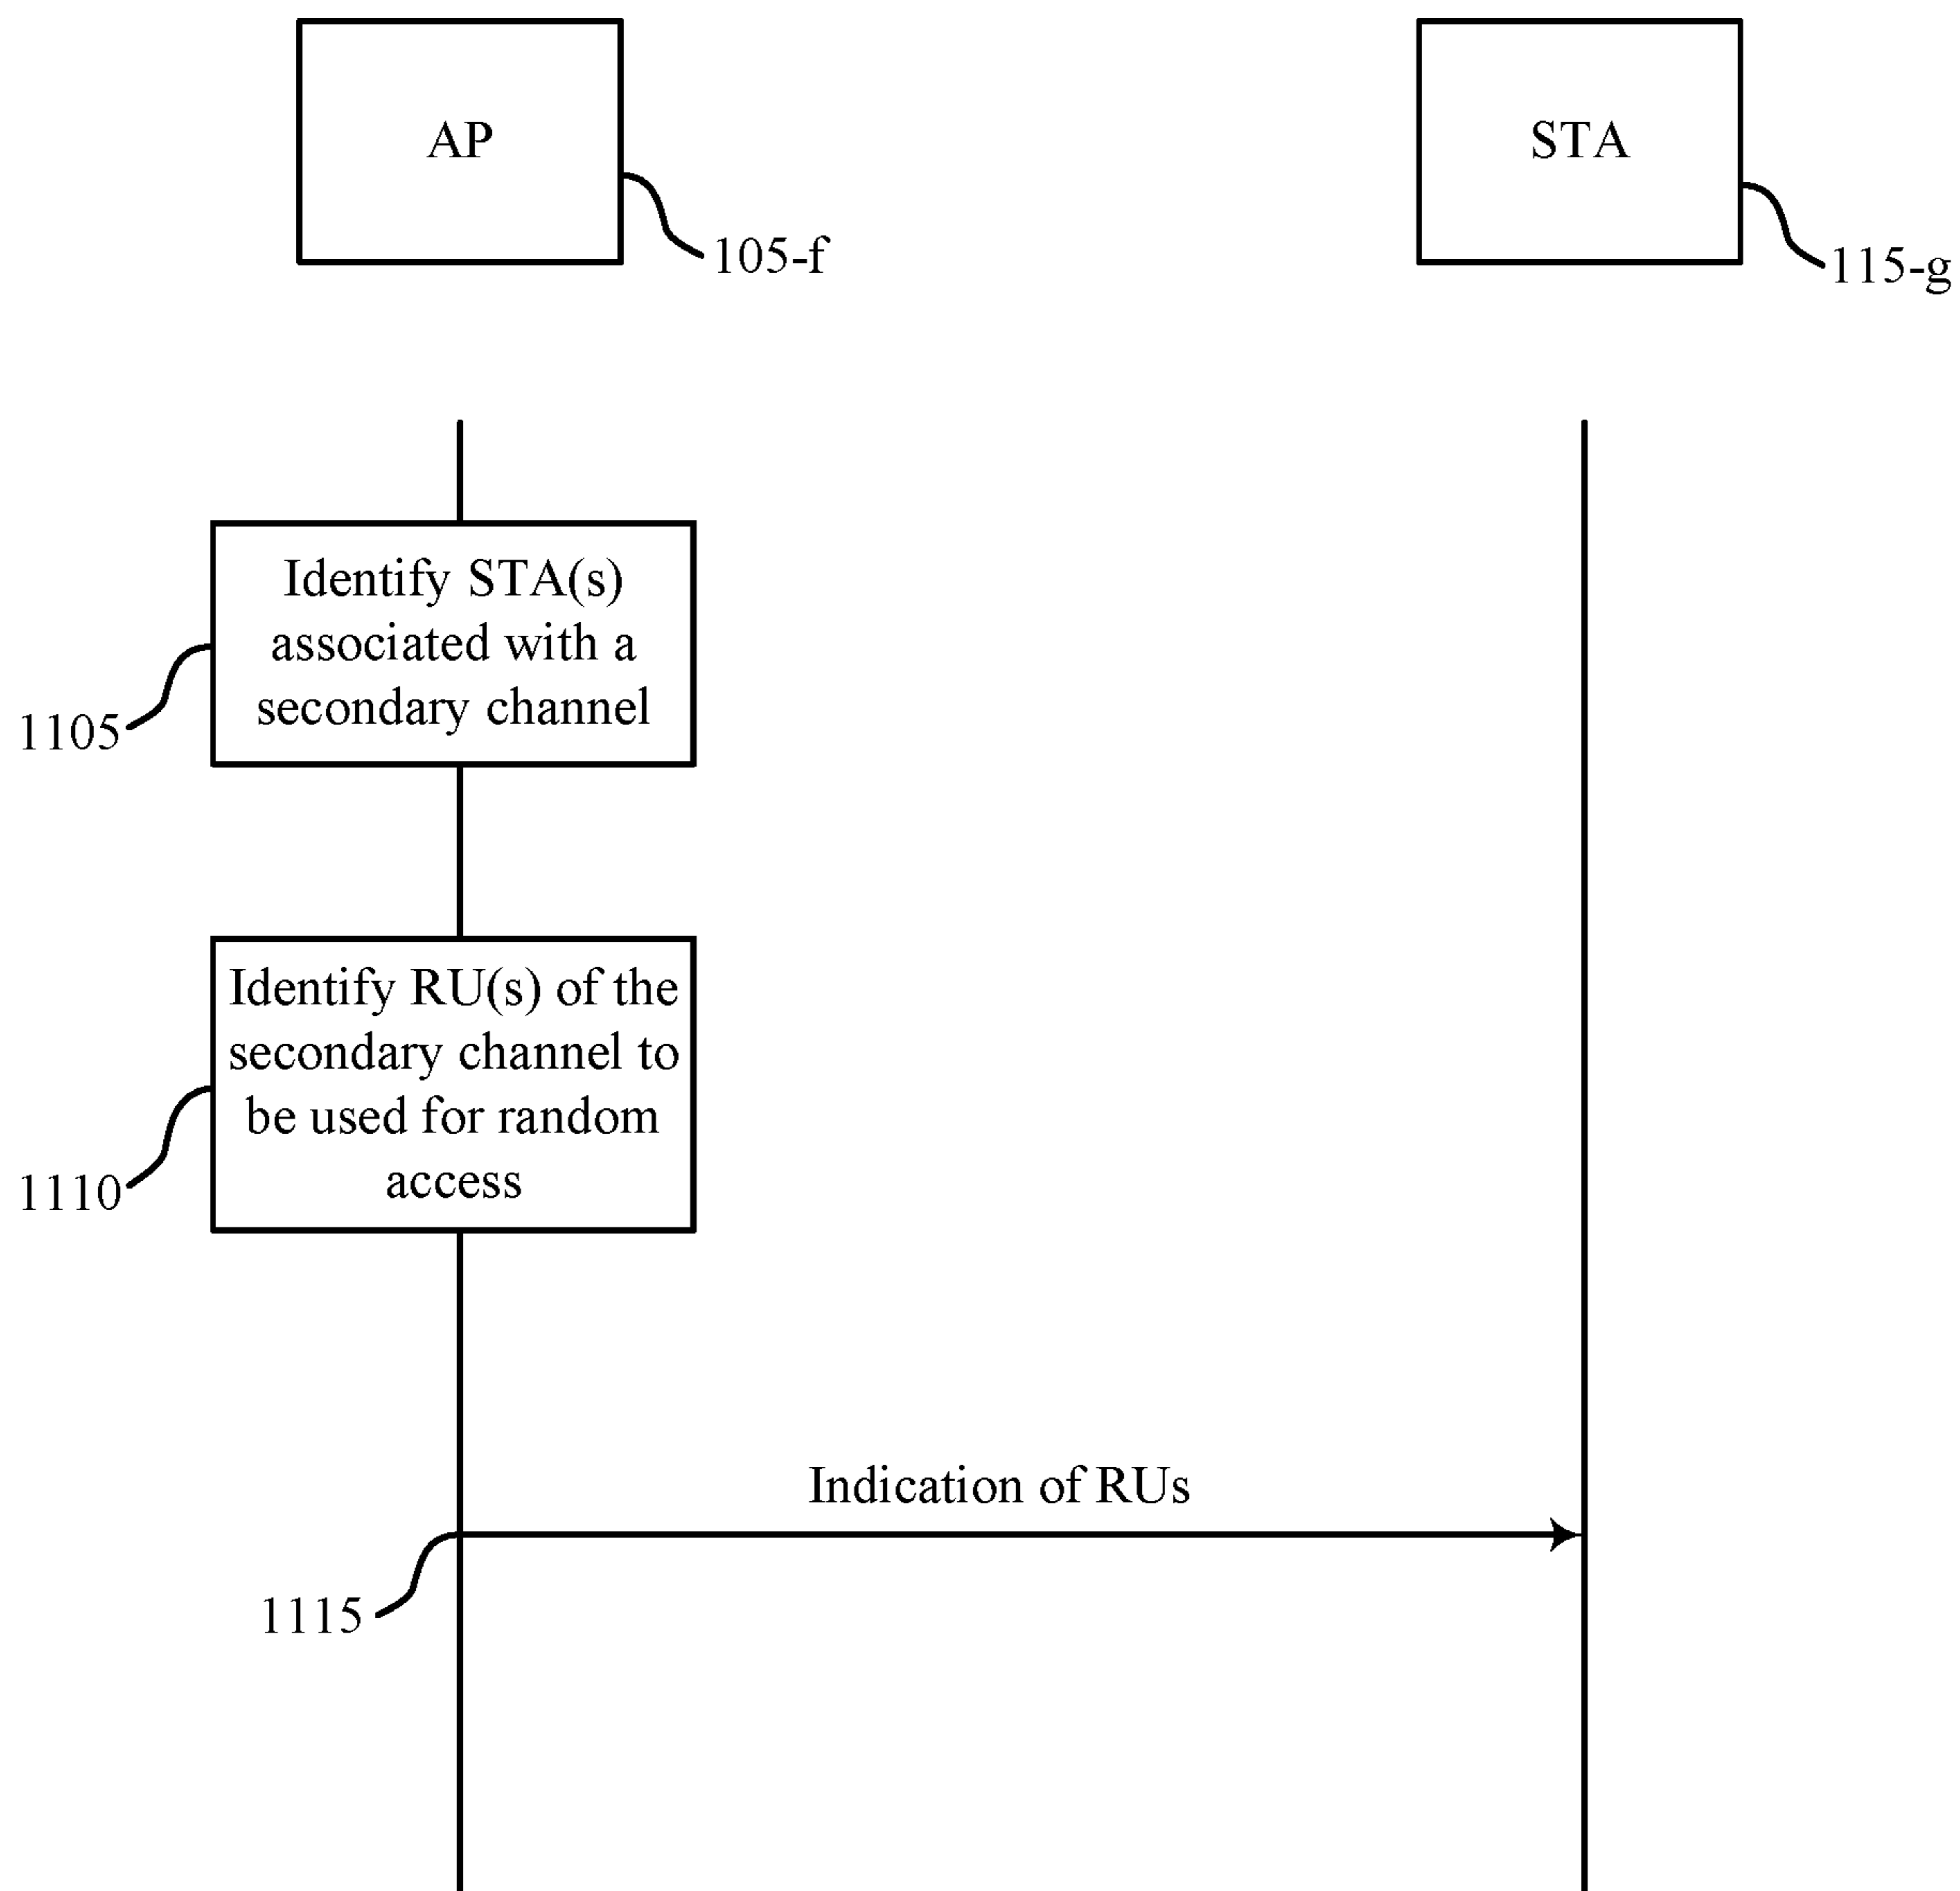 AP
STA
105-f
115-g
Identify STA(s)
associated with a
secondary channel
1105
Identify RU(s) of the
secondary channel to
be used for random
access
1110
Indication of RUs
1115